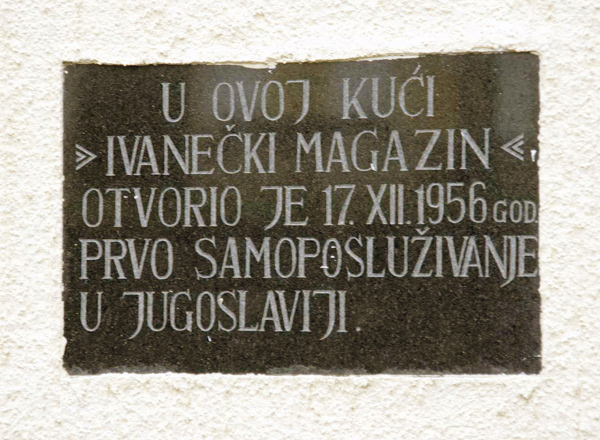 U OVOJ KUĆI
»IVANEČKI MAGAZIN«
OTVORIO JE 17. XII. 1956 GOD.
PRVO SAMOPOSLUŽIVANJE
U JUGOSLAVIJI.